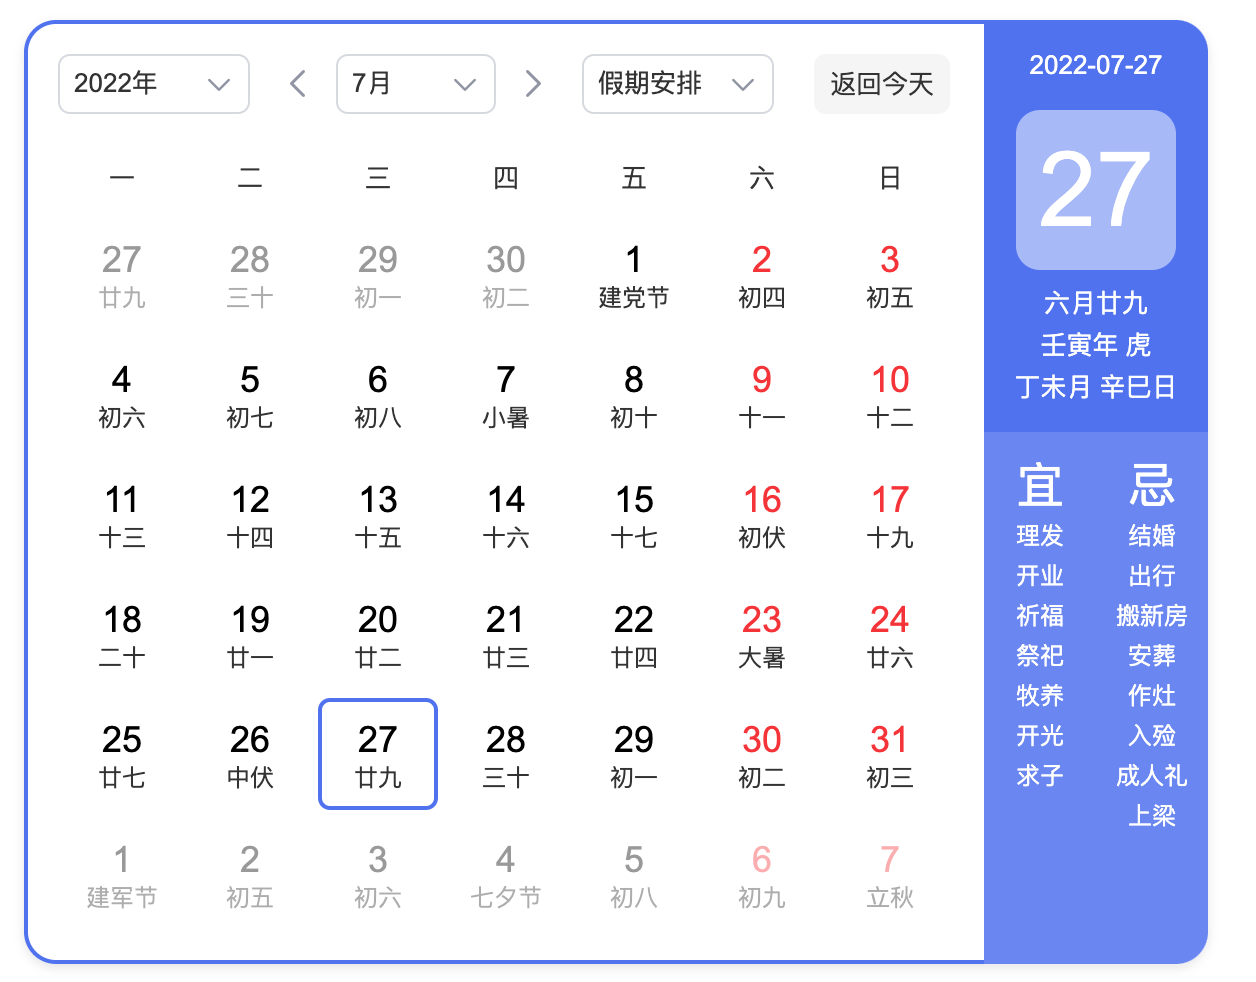 2022年 7月 假期安排 返回今天
一 二 三 四 五 六 日
27 28 29 30 1 2 3
廿九 三十 初一 初二 建党节 初四 初五
4 5 6 7 8 9 10
初六 初七 初八 小暑 初十 十一 十二
11 12 13 14 15 16 17
十三 十四 十五 十六 十七 初伏 十九
18 19 20 21 22 23 24
二十 廿一 廿二 廿三 廿四 大暑 廿六
25 26 27 28 29 30 31
廿七 中伏 廿九 三十 初一 初二 初三
1 2 3 4 5 6 7
建军节 初五 初六 七夕节 初八 初九 立秋
2022-07-27
27
六月廿九
壬寅年 虎
丁未月 辛巳日
宜 忌
理发 结婚
开业 出行
祈福 搬新房
祭祀 安葬
牧养 作灶
开光 入殓
求子 成人礼
上梁